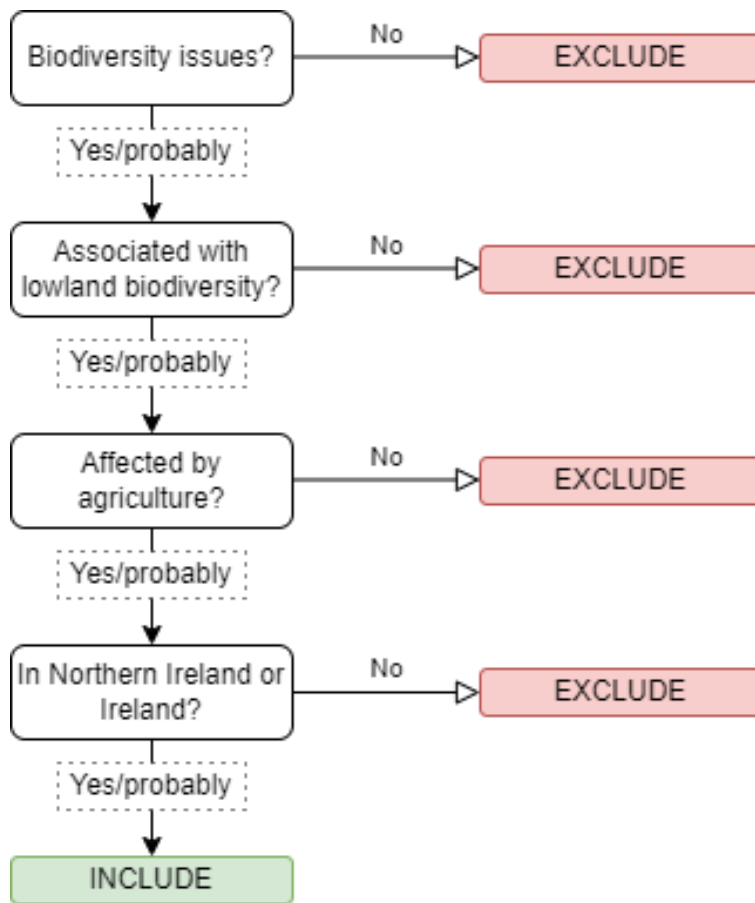 No
Biodiversity issues?
EXCLUDE
Yes/probably
No
Associated with
lowland biodiversity?
EXCLUDE
Yes/probably
No
Affected by
agriculture?
EXCLUDE
Yes/probably
No
In Northern Ireland or
Ireland?
EXCLUDE
Yes/probably
INCLUDE